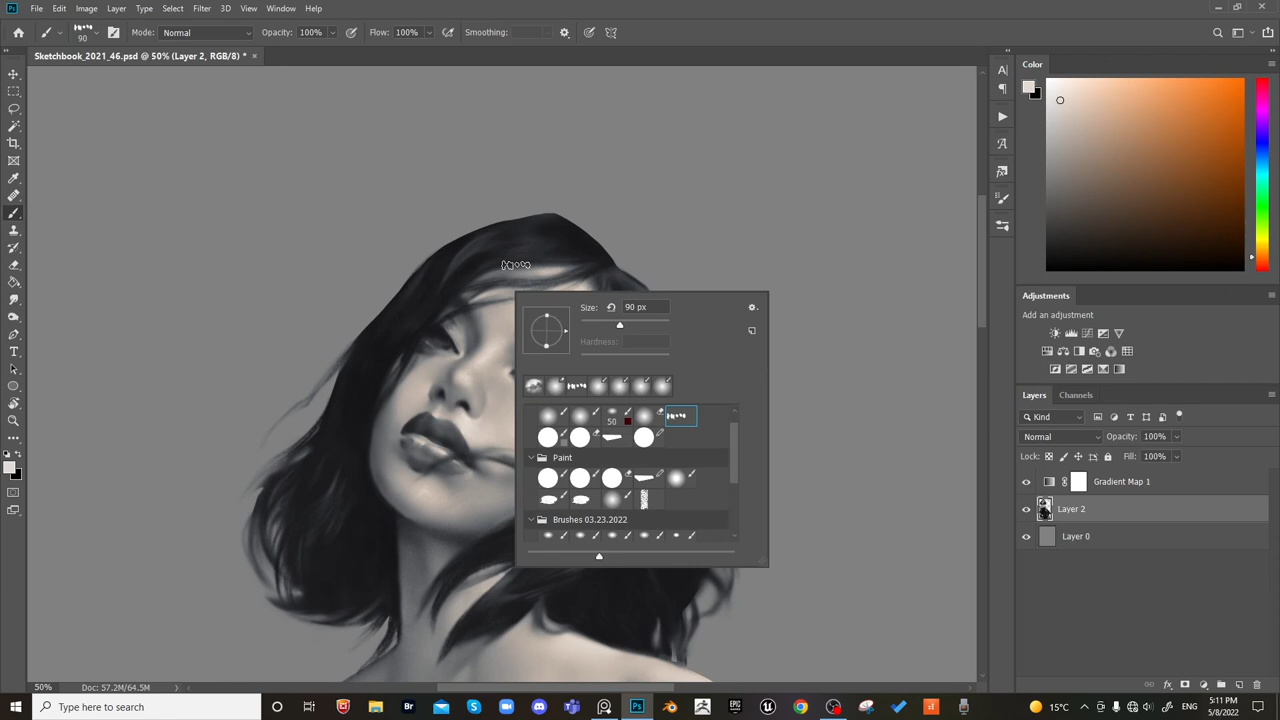 File Edit Image Layer Type Select Filter 3D View Window Help
90 Mode: Normal Opacity: 100% Flow: 100% Smoothing:
Sketchbook_2021_46.psd @ 50% (Layer 2, RGB/8) *
Color
Size: 90 px
Hardness:
50
Paint
Brushes 03.23.2022
Adjustments
Add an adjustment
Layers Channels
Kind
Normal Opacity: 100%
Lock: Fill: 100%
Gradient Map 1
Layer 2
Layer 0
50% Doc: 57.2M/64.5M
Type here to search
15°C ENG 5:11 PM
5/8/2022